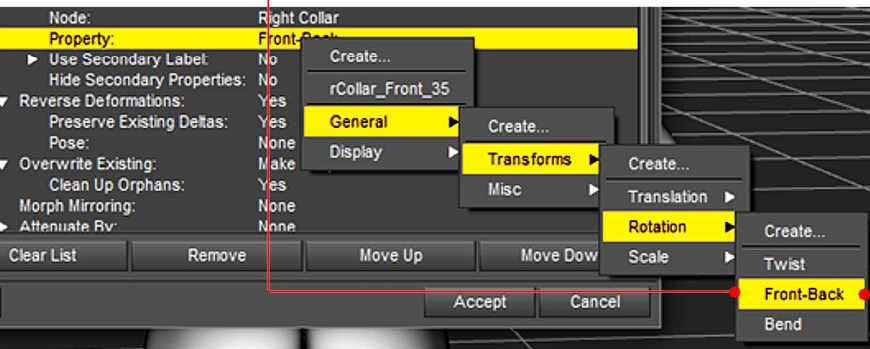 Node: Right Collar
Property: Front-Back
Use Secondary Label: No
Hide Secondary Properties: No
Reverse Deformations: Yes
Preserve Existing Deltas: Yes
Pose: None
Overwrite Existing: Make
Clean Up Orphans: Yes
Morph Mirroring: None
Attenuate By: None
Clear List Remove Move Up Move Dow
Accept Cancel
Create...
rCollar_Front_35
General
Display
Create...
Transforms
Misc
Create...
Translation
Rotation
Scale
Create...
Twist
Front-Back
Bend